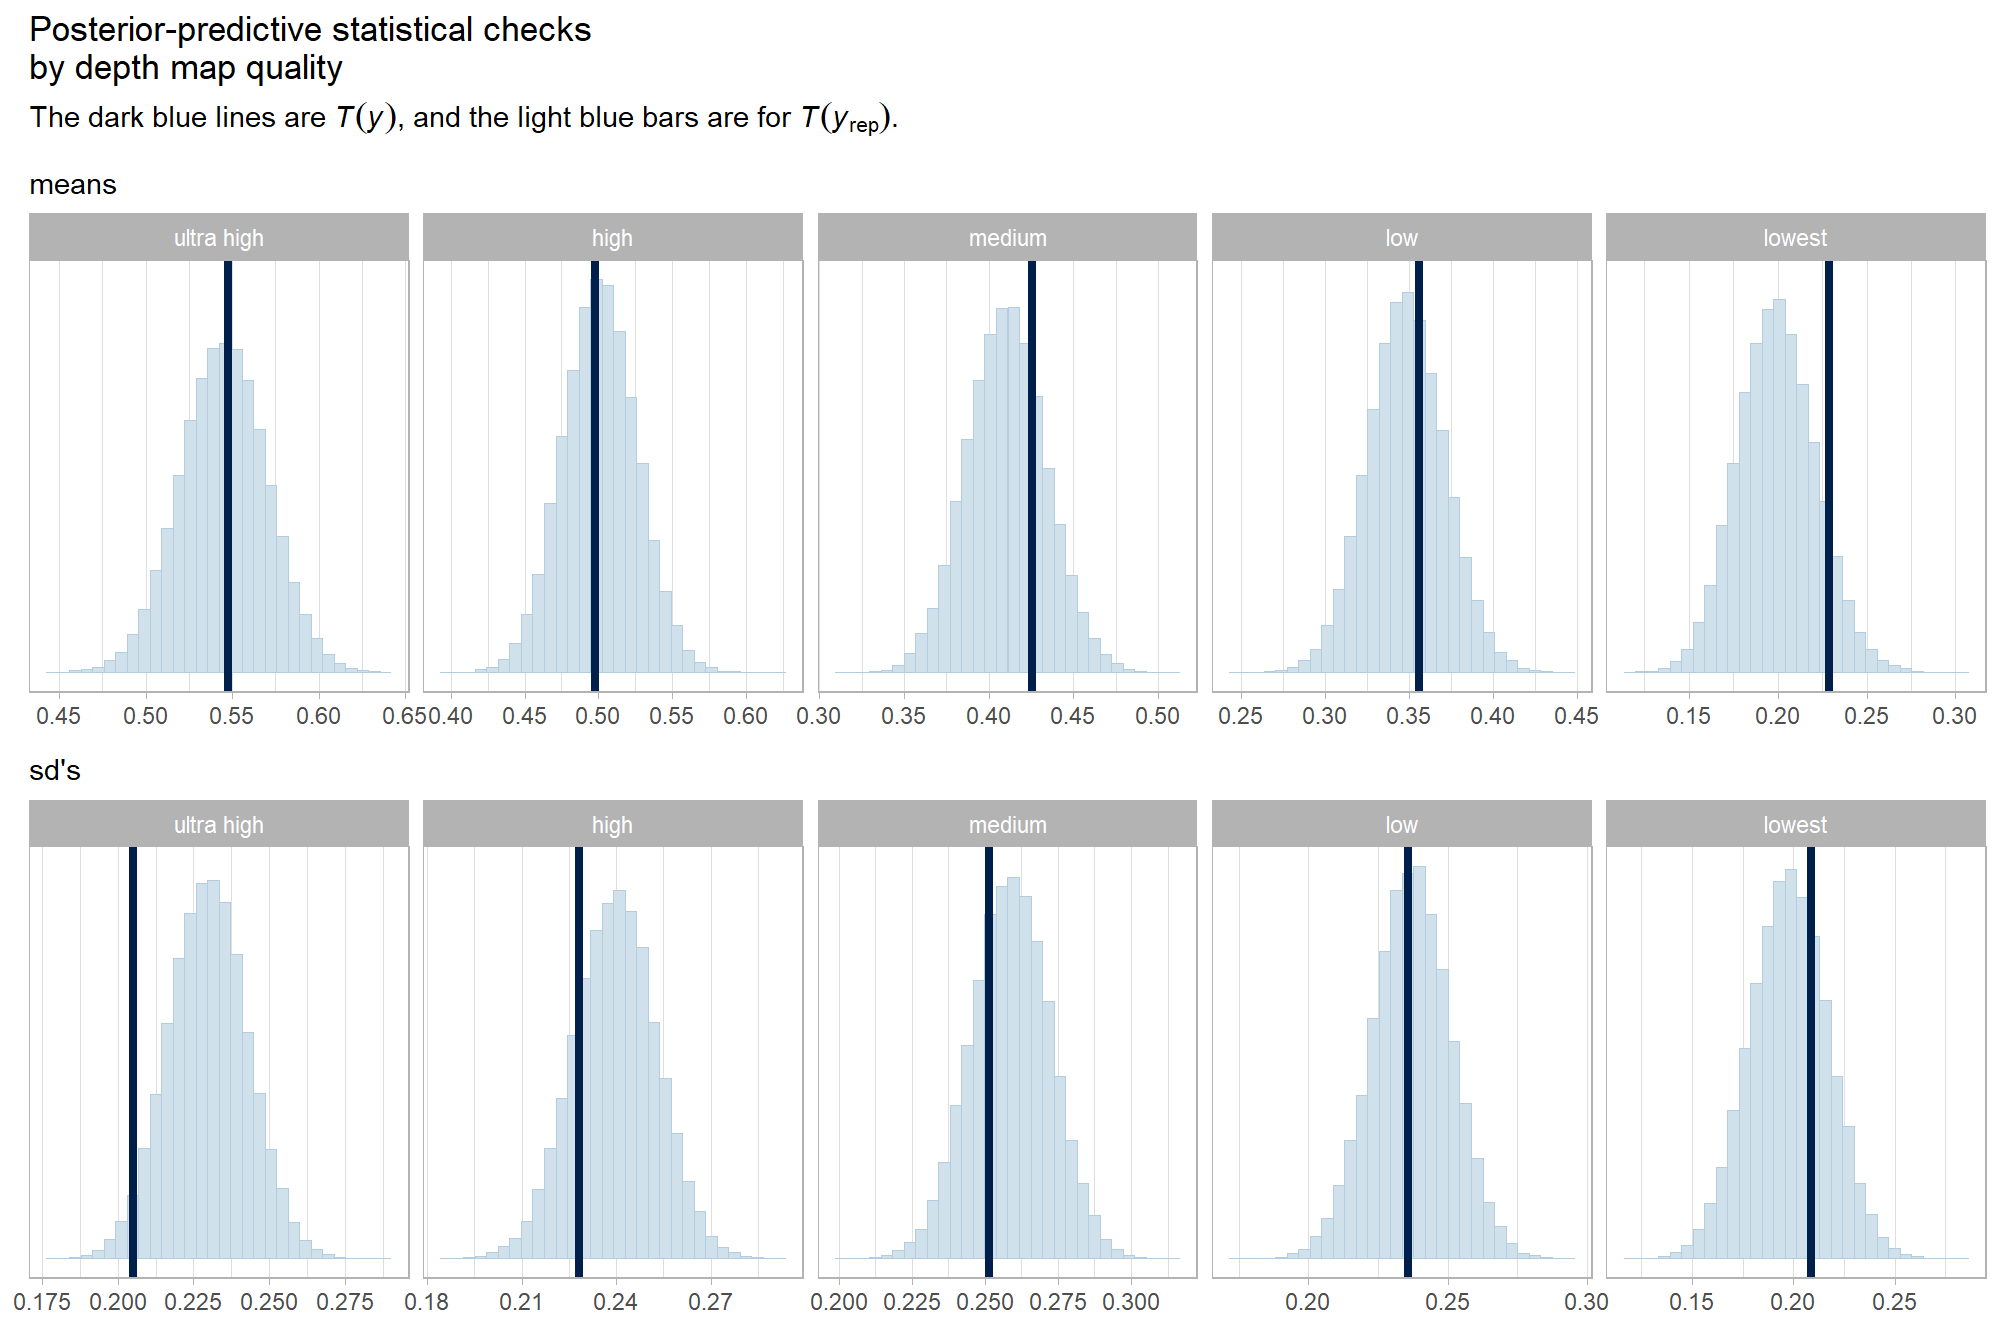 Posterior-predictive statistical checks
by depth map quality
The dark blue lines are T(y), and the light blue bars are for T(y_rep).
means
ultra high high medium low lowest
0.45 0.50 0.55 0.60 0.65 0.40 0.45 0.50 0.55 0.60 0.30 0.35 0.40 0.45 0.50 0.25 0.30 0.35 0.40 0.45 0.15 0.20 0.25 0.30
sd's
ultra high high medium low lowest
0.175 0.200 0.225 0.250 0.275 0.18 0.21 0.24 0.27 0.200 0.225 0.250 0.275 0.300 0.20 0.25 0.30 0.15 0.20 0.25